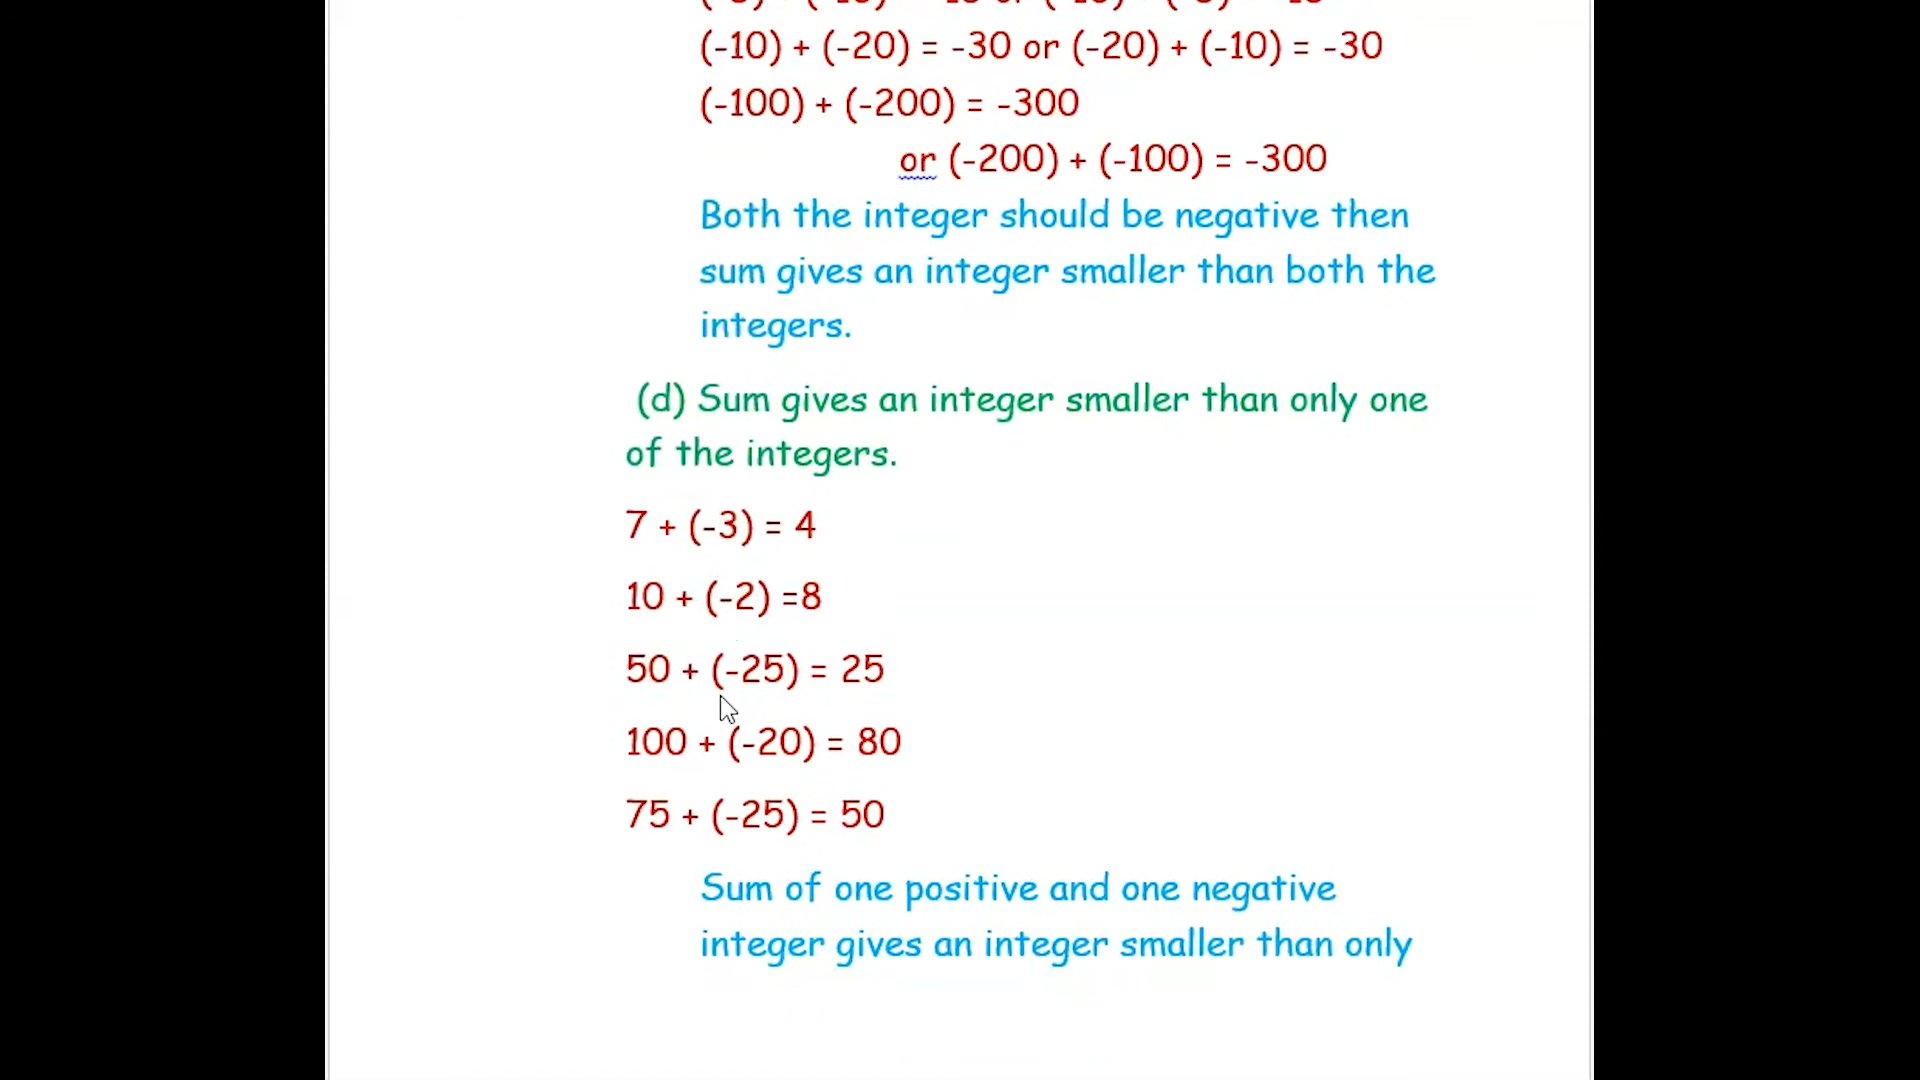 (-10) + (-20) = -30 or (-20) + (-10) = -30
(-100) + (-200) = -300
or (-200) + (-100) = -300
Both the integer should be negative then
sum gives an integer smaller than both the
integers.
(d) Sum gives an integer smaller than only one
of the integers.
7 + (-3) = 4
10 + (-2) =8
50 + (-25) = 25
100 + (-20) = 80
75 + (-25) = 50
Sum of one positive and one negative
integer gives an integer smaller than only